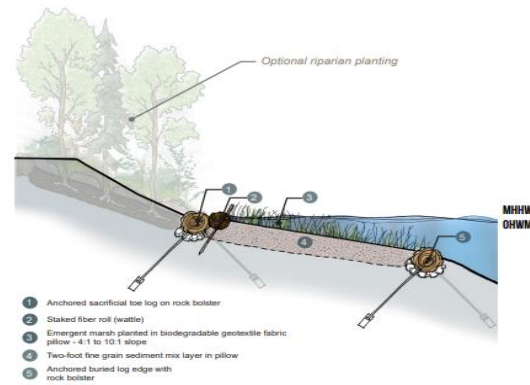 Optional riparian planting
1
2
3
MHHW
OHWM
4
5
1 Anchored sacrificial toe log on rock bolster
2 Staked fiber roll (wattle)
3 Emergent marsh planted in biodegradable geotextile fabric
pillow - 4:1 to 10:1 slope
4 Two-foot fine grain sediment mix layer in pillow
5 Anchored buried log edge with
rock bolster